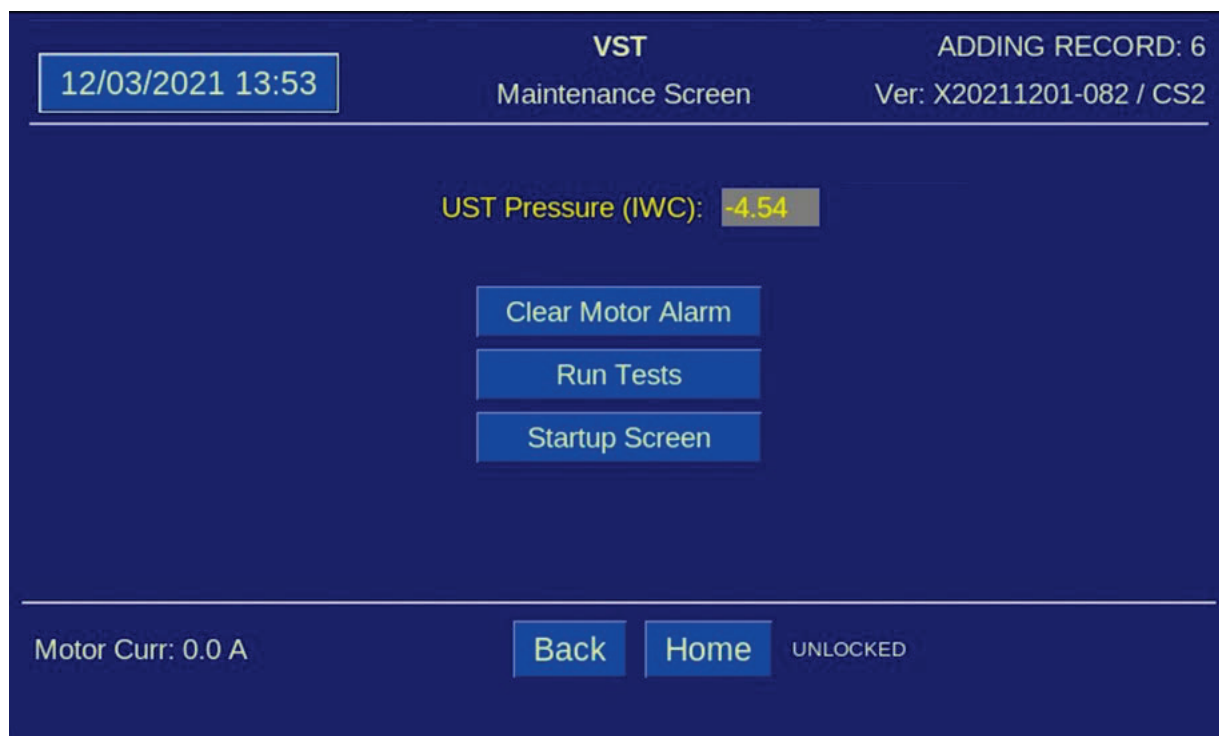 12/03/2021 13:53
VST
Maintenance Screen
ADDING RECORD: 6
Ver: X20211201-082 / CS2
UST Pressure (IWC): -4.54
Clear Motor Alarm
Run Tests
Startup Screen
Motor Curr: 0.0 A
Back
Home
UNLOCKED